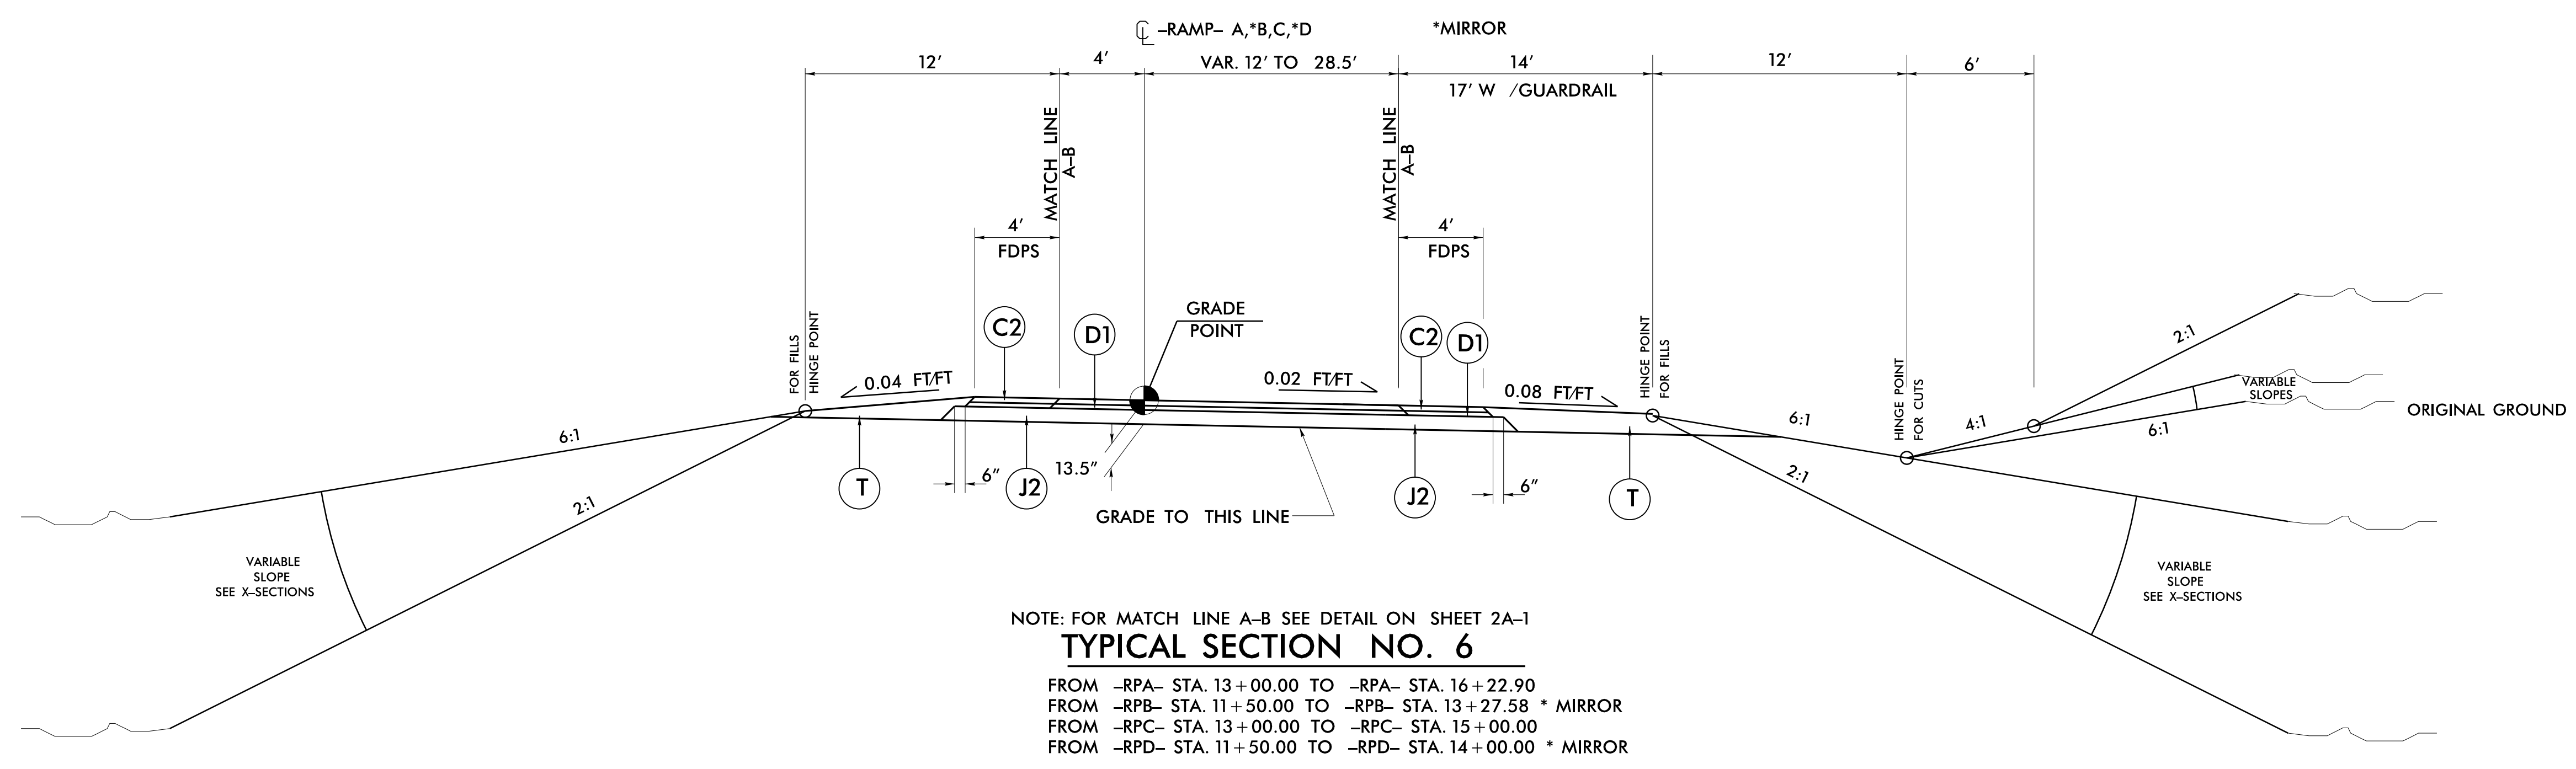 ℄ –RAMP– A,*B,C,*D
*MIRROR
12'
4'
VAR. 12' TO 28.5'
14'
12'
6'
17' W /GUARDRAIL
MATCH LINE
A–B
MATCH LINE
A–B
4'
FDPS
4'
FDPS
GRADE
POINT
FOR FILLS
HINGE POINT
C2
D1
C2
D1
HINGE POINT
FOR FILLS
HINGE POINT
FOR CUTS
0.04 FT/FT
0.02 FT/FT
0.08 FT/FT
2:1
VARIABLE
SLOPES
ORIGINAL GROUND
4:1
6:1
6:1
6:1
2:1
2:1
T
6"
J2
13.5"
J2
6"
T
GRADE TO THIS LINE
VARIABLE
SLOPE
SEE X–SECTIONS
VARIABLE
SLOPE
SEE X–SECTIONS
NOTE: FOR MATCH LINE A–B SEE DETAIL ON SHEET 2A–1
TYPICAL SECTION NO. 6
FROM –RPA– STA. 13+00.00 TO –RPA– STA. 16+22.90
FROM –RPB– STA. 11+50.00 TO –RPB– STA. 13+27.58 * MIRROR
FROM –RPC– STA. 13+00.00 TO –RPC– STA. 15+00.00
FROM –RPD– STA. 11+50.00 TO –RPD– STA. 14+00.00 * MIRROR